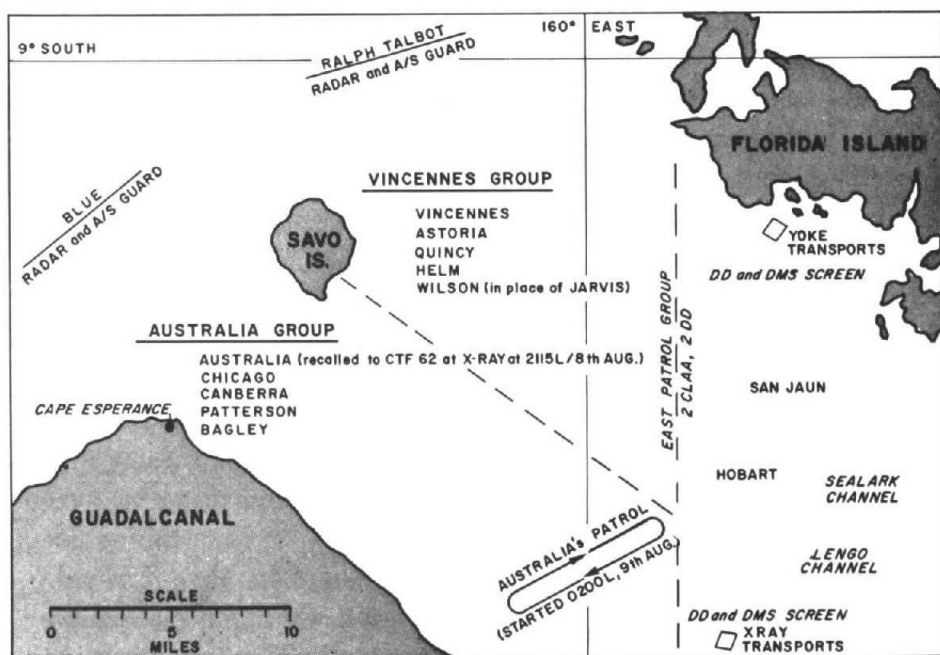 9° SOUTH
160° EAST
RALPH TALBOT
RADAR and A/S GUARD
BLUE
RADAR and A/S GUARD
FLORIDA ISLAND
VINCENNES GROUP
VINCENNES
ASTORIA
QUINCY
HELM
WILSON (in place of JARVIS)
SAVO
IS.
YOKE
TRANSPORTS
DD and DMS SCREEN
AUSTRALIA GROUP
AUSTRALIA (recalled to CTF 62 at X-RAY at 2115L/8th AUG.)
CHICAGO
CANBERRA
PATTERSON
BAGLEY
CAPE ESPERANCE
EAST PATROL GROUP
2 CLAA, 2 DD
SAN JAUN
HOBART
SEALARK
CHANNEL
GUADALCANAL
AUSTRALIA's PATROL
(STARTED 0200L, 9th AUG.)
LENGO
CHANNEL
SCALE
0 5 10
MILES
DD and DMS SCREEN
XRAY
TRANSPORTS